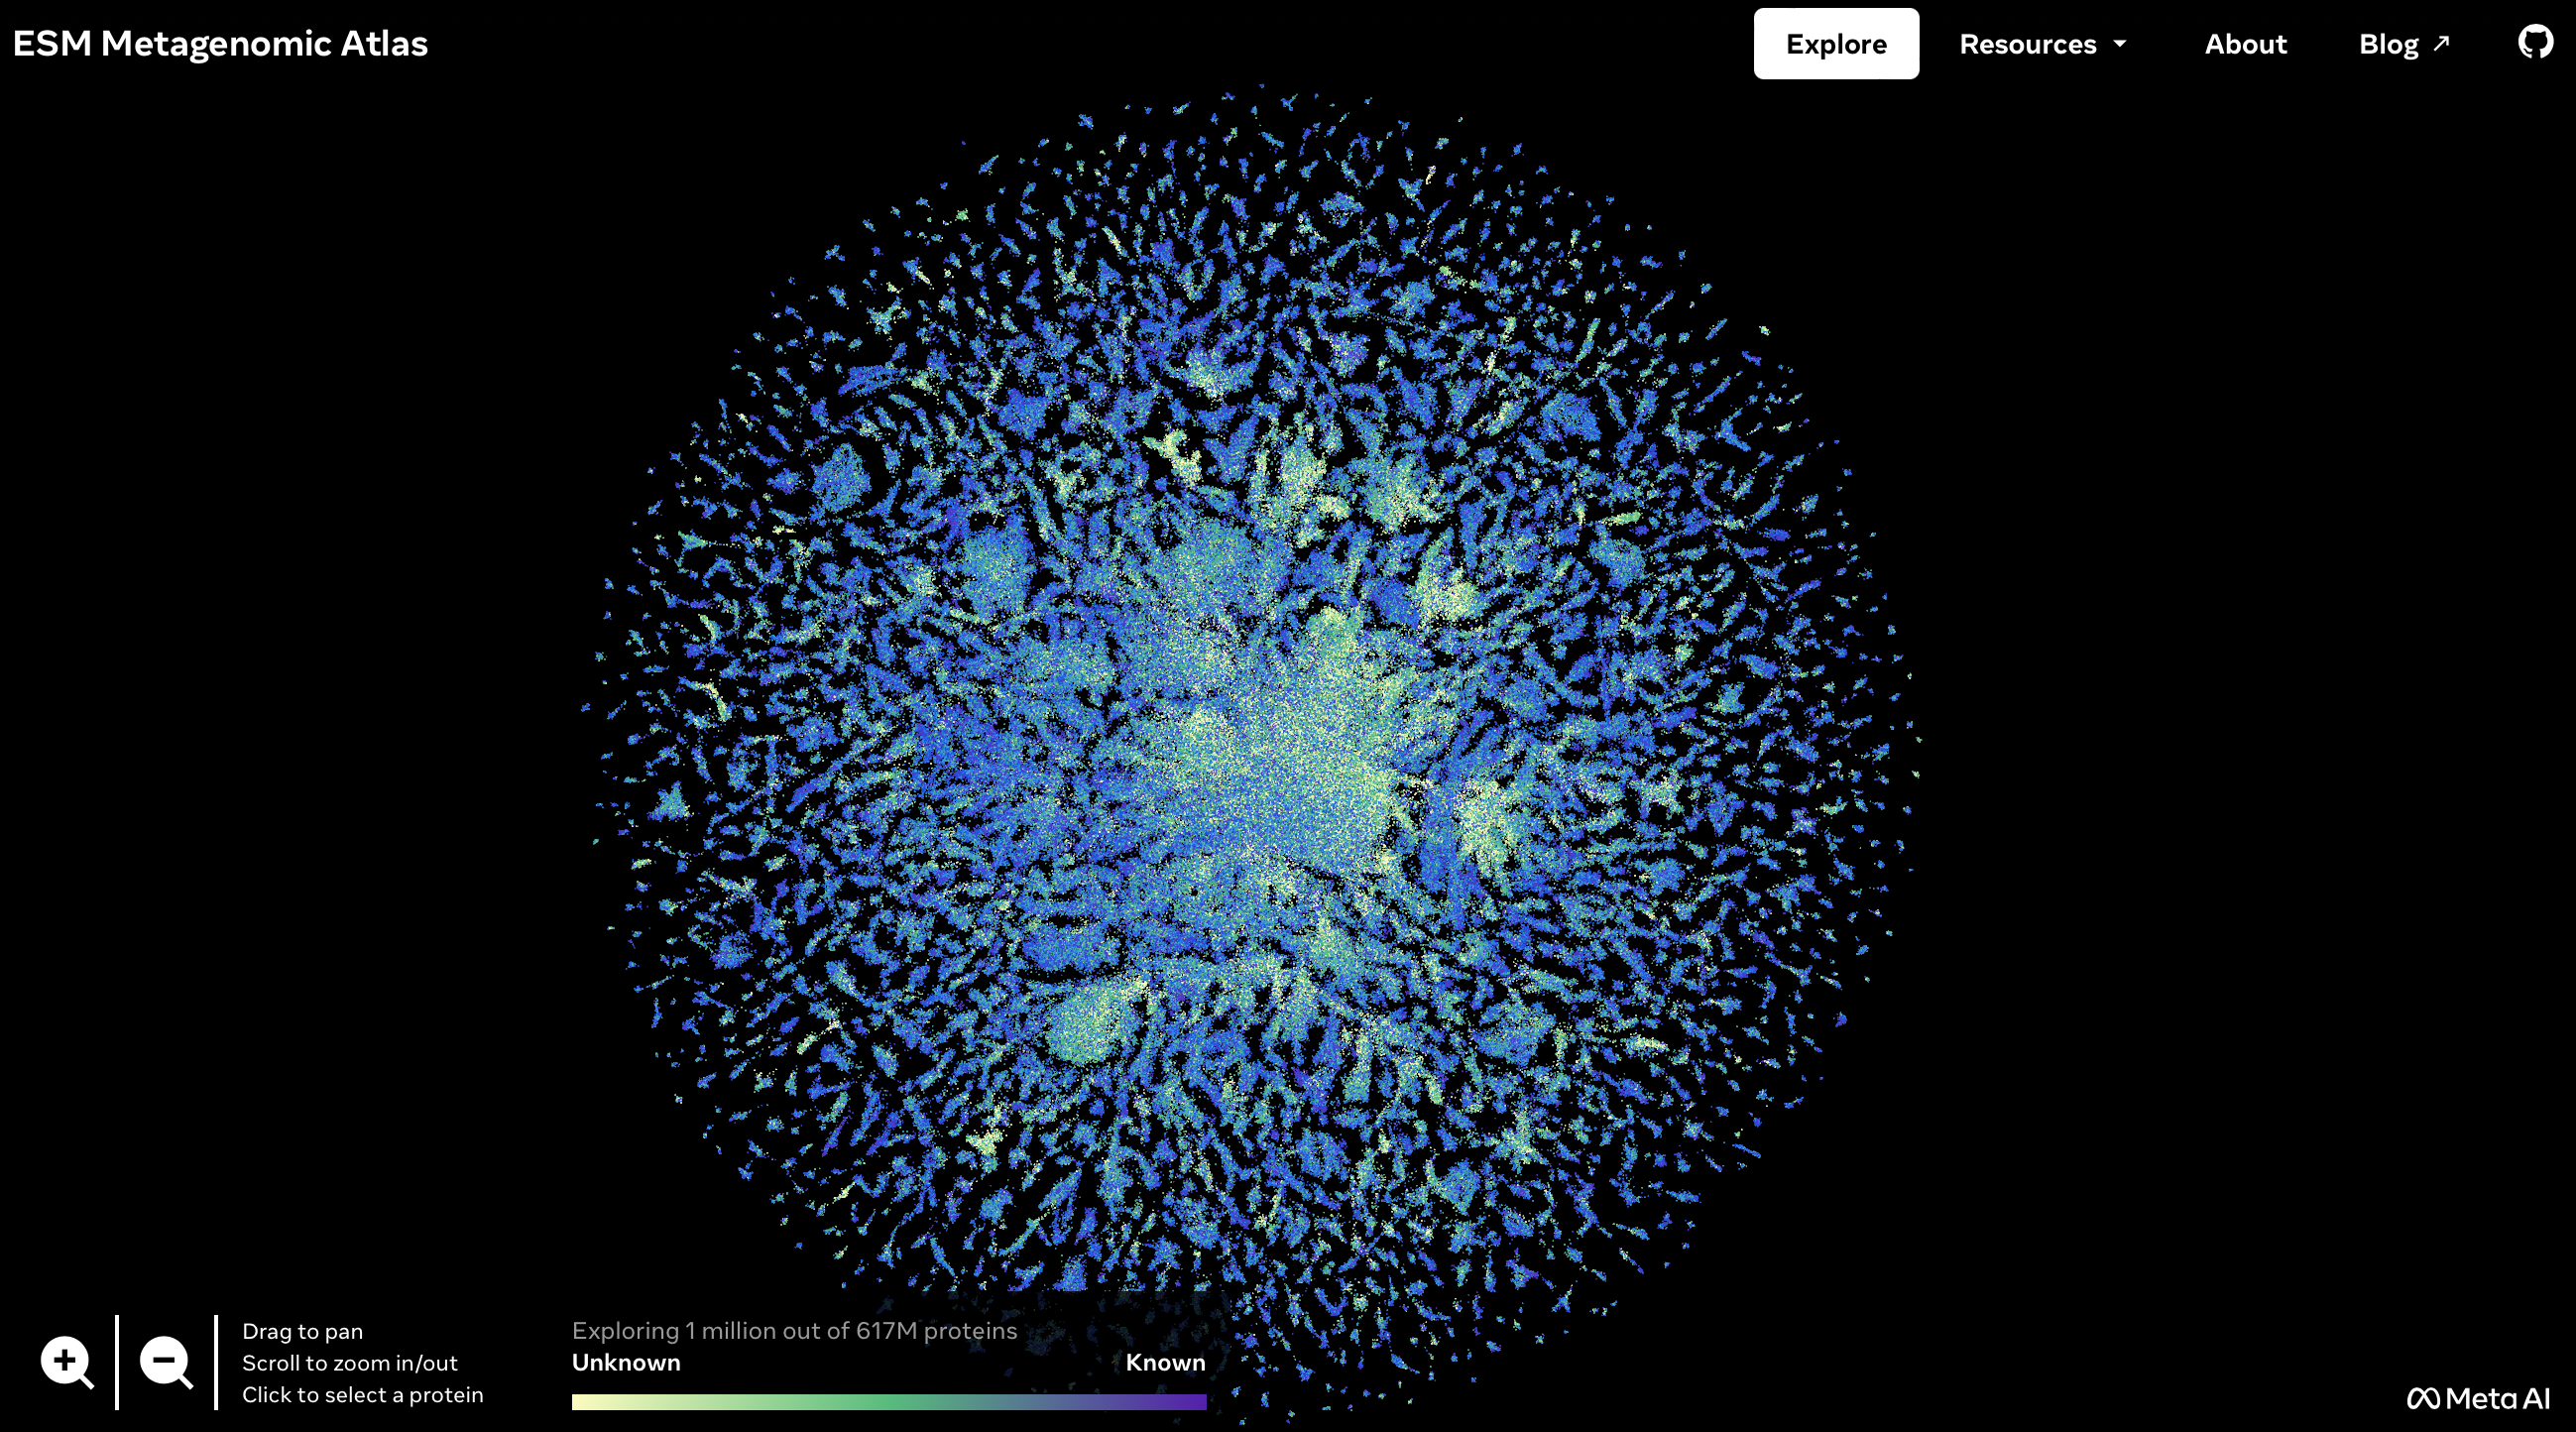 ESM Metagenomic Atlas
Explore
Resources
About
Blog
Drag to pan
Scroll to zoom in/out
Click to select a protein
Exploring 1 million out of 617M proteins
Unknown
Known
Meta AI